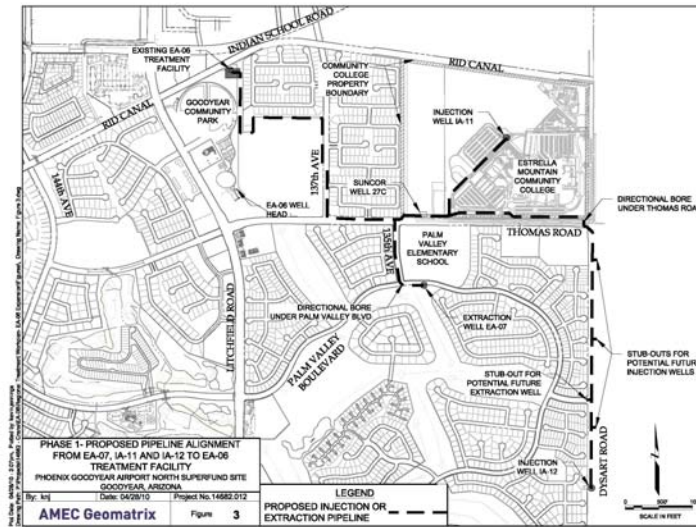 INDIAN SCHOOL ROAD
EXISTING EA-06
TREATMENT
FACILITY
RID CANAL
GOODYEAR
COMMUNITY
PARK
COMMUNITY
COLLEGE
PROPERTY
BOUNDARY
RID CANAL
INJECTION
WELL IA-11
ESTRELLA
MOUNTAIN
COMMUNITY
COLLEGE
144th AVE
137th AVE
SUNCOR
WELL 27C
EA-06 WELL
HEAD
DIRECTIONAL BORE
UNDER THOMAS ROAD
THOMAS ROAD
135th AVE
PALM
VALLEY
ELEMENTARY
SCHOOL
LITCHFIELD ROAD
DIRECTIONAL BORE
UNDER PALM VALLEY BLVD
EXTRACTION
WELL EA-07
PALM VALLEY
BOULEVARD
STUB-OUT FOR
POTENTIAL FUTURE
EXTRACTION WELL
STUB-OUTS FOR
POTENTIAL FUTURE
INJECTION WELLS
INJECTION
WELL IA-12
DYSART ROAD
PHASE 1- PROPOSED PIPELINE ALIGNMENT
FROM EA-07, IA-11 AND IA-12 TO EA-06
TREATMENT FACILITY
PHOENIX GOODYEAR AIRPORT NORTH SUPERFUND SITE
GOODYEAR, ARIZONA
By: knj Date: 04/28/10 Project No.14682.012
AMEC Geomatrix Figure 3
LEGEND
PROPOSED INJECTION OR
EXTRACTION PIPELINE
SCALE IN FEET